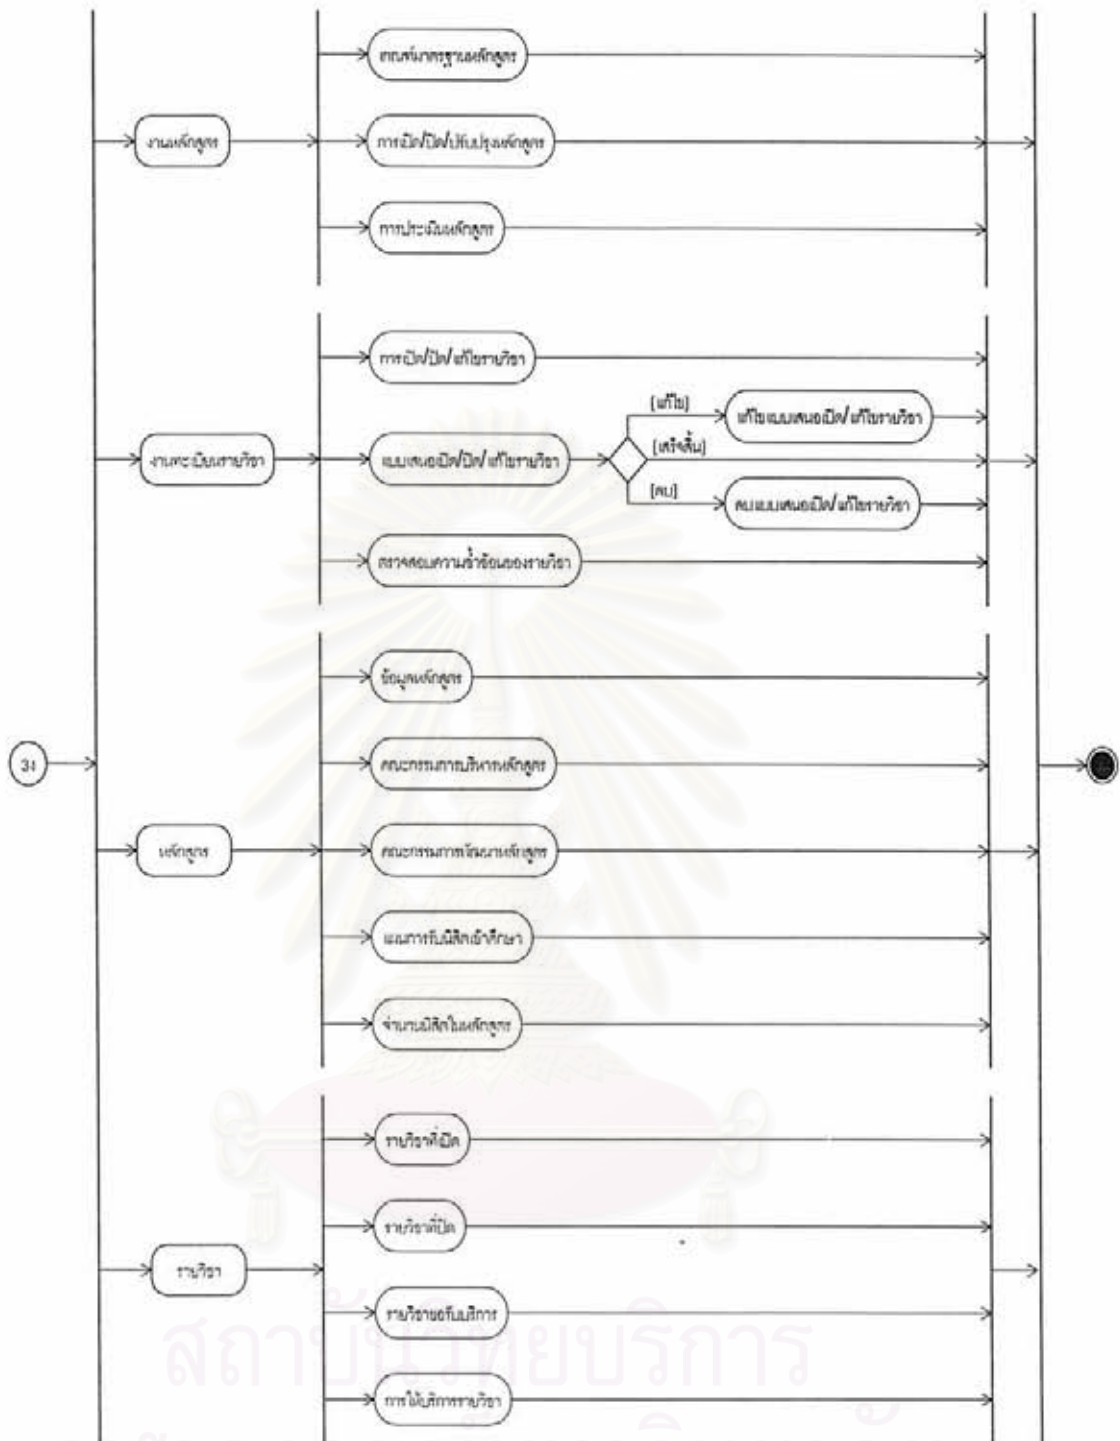 เกณฑ์มาตรฐานหลักสูตร
งานหลักสูตร
การเปิด/ปิด/ปรับปรุงหลักสูตร
การประเมินหลักสูตร
การเปิด/ปิด/แก้ไขรายวิชา
[แก้ไข]
แก้ไขแบบเสนอเปิด/แก้ไขรายวิชา
[เสร็จสิ้น]
งานทะเบียนรายวิชา
แบบเสนอเปิด/ปิด/แก้ไขรายวิชา
[ลบ]
ลบแบบเสนอเปิด/แก้ไขรายวิชา
ตรวจสอบความซ้ำซ้อนของรายวิชา
ข้อมูลหลักสูตร
3ง
คณะกรรมการบริหารหลักสูตร
หลักสูตร
คณะกรรมการพัฒนาหลักสูตร
แผนการรับนิสิตเข้าศึกษา
จำนวนนิสิตในหลักสูตร
รายวิชาที่เปิด
รายวิชาที่ปิด
รายวิชา
รายวิชาขอรับบริการ
สถาบันวิทยบริการ
การให้บริการรายวิชา